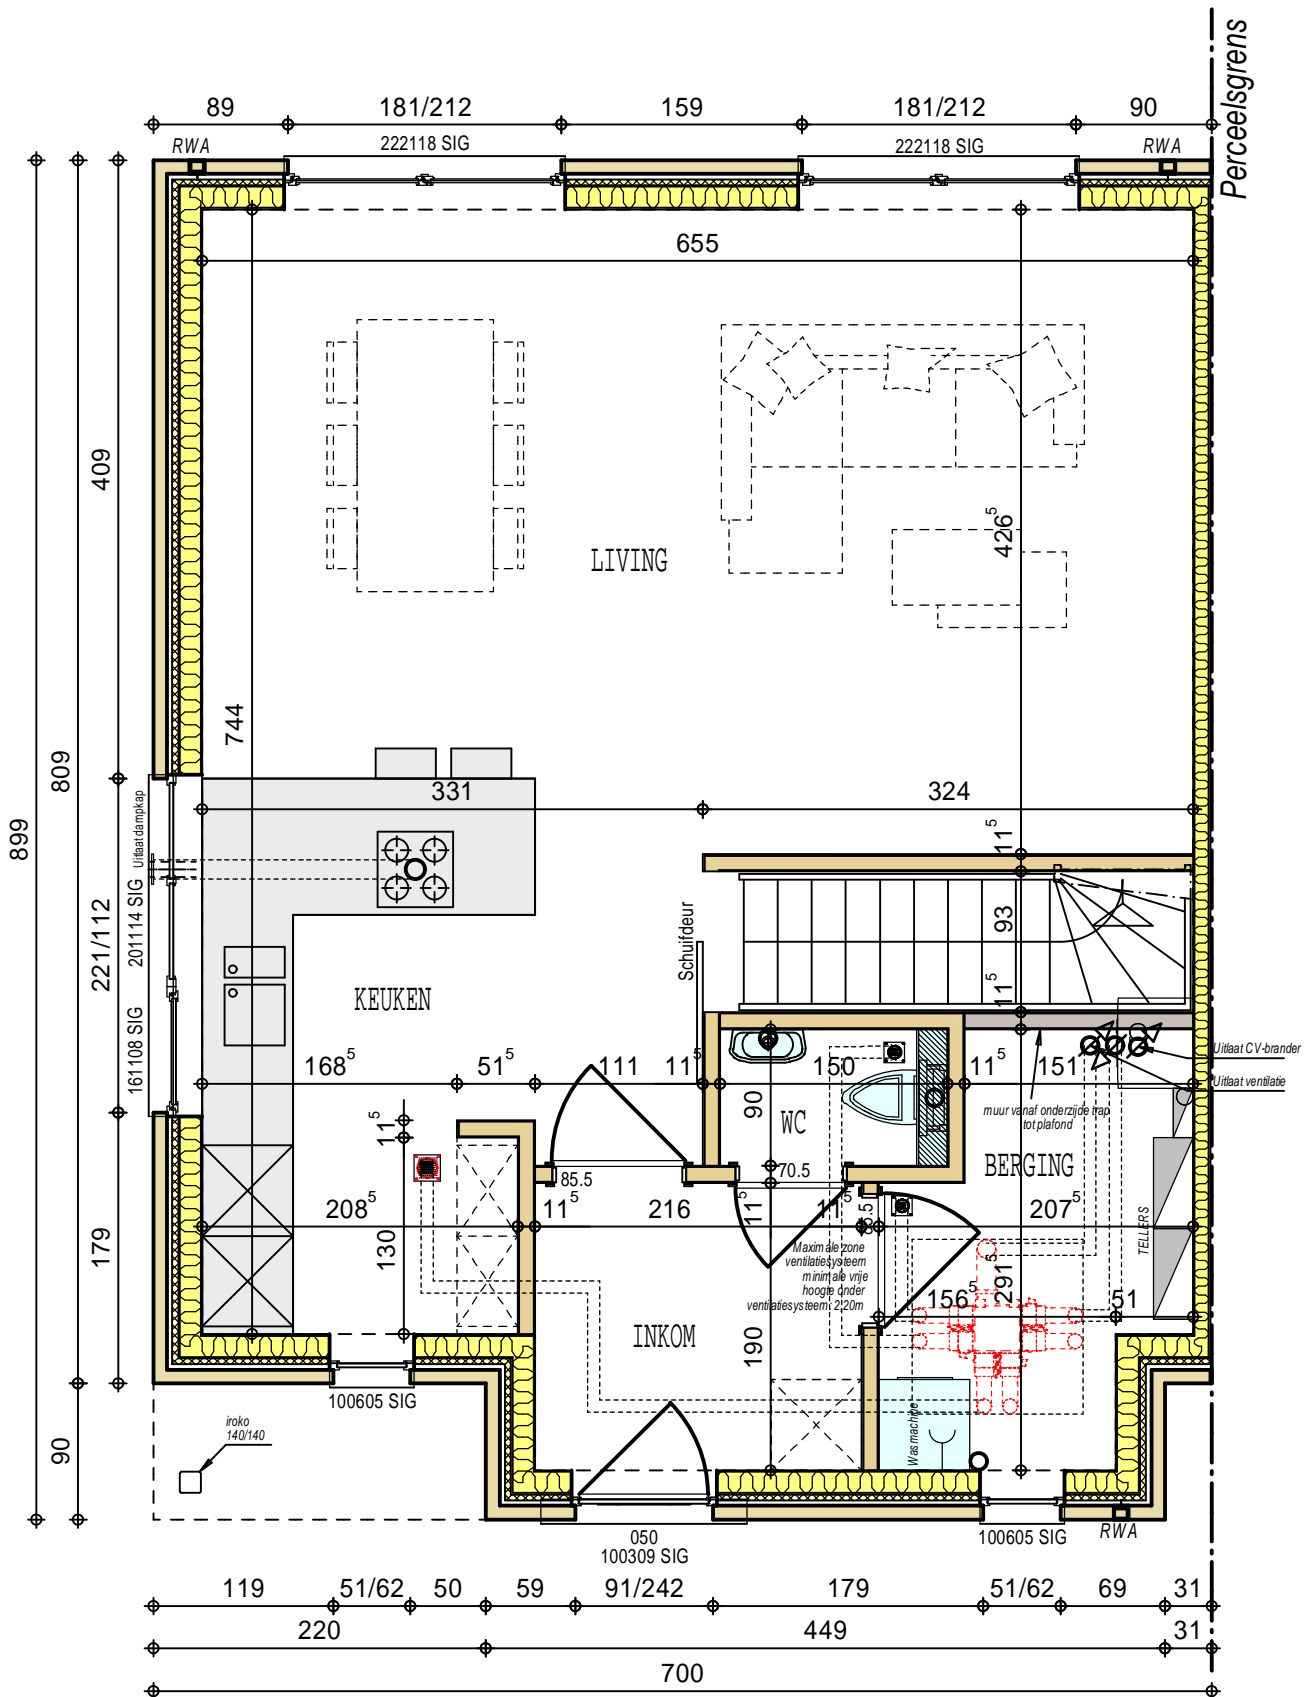 Perceelsgrens
89 181/212 159 181/212 90
RWA 222118 SIG 222118 SIG RWA
655
409
LIVING
426⁵
744
809
899
331 324
Uitlaat dampkap
11⁵
221/112
201114 SIG
161108 SIG
93
Schuifdeur
KEUKEN
11⁵
Uitlaat CV-brander
Uitlaat ventilatie
168⁵ 51⁵ 111 11⁵ 150 11⁵ 151
muur vanaf onderzijde trap
tot plafond
90
WC
11⁵
BERGING
85.5 70.5
179
208⁵ 11⁵ 216 11⁵ 11⁵ 207⁵
130
TELLERS
Maximale zone
ventilatiesysteem
minimale vrije
hoogte onder
ventilatiesysteem: 2.20m
291⁵
156⁵ 51
INKOM
190
100605 SIG
iroko
140/140
Wasmachine
90
050
100309 SIG
100605 SIG
RWA
119 51/62 50 59 91/242 179 51/62 69 31
220 449 31
700